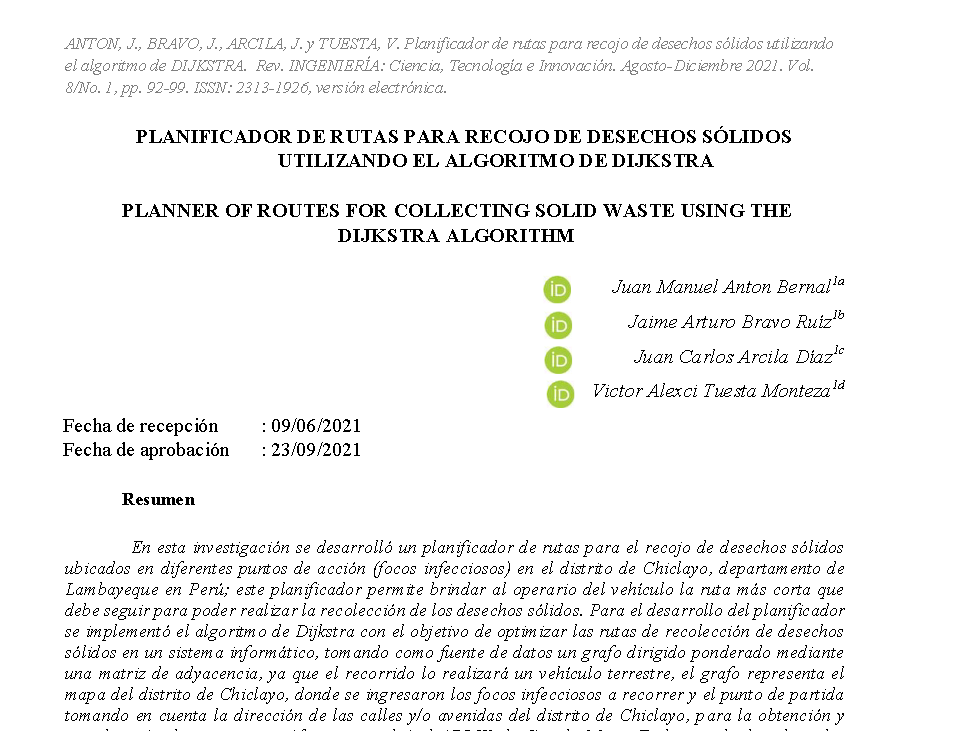 ANTON, J., BRAVO, J., ARCILA, J. y TUESTA, V. Planificador de rutas para recojo de desechos sólidos utilizando
el algoritmo de DIJKSTRA. Rev. INGENIERÍA: Ciencia, Tecnología e Innovación. Agosto-Diciembre 2021. Vol.
8/No. 1, pp. 92-99. ISSN: 2313-1926, versión electrónica.
PLANIFICADOR DE RUTAS PARA RECOJO DE DESECHOS SÓLIDOS
UTILIZANDO EL ALGORITMO DE DIJKSTRA
PLANNER OF ROUTES FOR COLLECTING SOLID WASTE USING THE
DIJKSTRA ALGORITHM
iD Juan Manuel Anton Bernal1a
iD Jaime Arturo Bravo Ruíz1b
iD Juan Carlos Arcila Díaz1c
iD Victor Alexci Tuesta Monteza1d
Fecha de recepción : 09/06/2021
Fecha de aprobación : 23/09/2021
Resumen
En esta investigación se desarrolló un planificador de rutas para el recojo de desechos sólidos
ubicados en diferentes puntos de acción (focos infecciosos) en el distrito de Chiclayo, departamento de
Lambayeque en Perú; este planificador permite brindar al operario del vehículo la ruta más corta que
debe seguir para poder realizar la recolección de los desechos sólidos. Para el desarrollo del planificador
se implementó el algoritmo de Dijkstra con el objetivo de optimizar las rutas de recolección de desechos
sólidos en un sistema informático, tomando como fuente de datos un grafo dirigido ponderado mediante
una matriz de adyacencia, ya que el recorrido lo realizará un vehículo terrestre, el grafo representa el
mapa del distrito de Chiclayo, donde se ingresaron los focos infecciosos a recorrer y el punto de partida
tomando en cuenta la dirección de las calles y/o avenidas del distrito de Chiclayo, para la obtención y